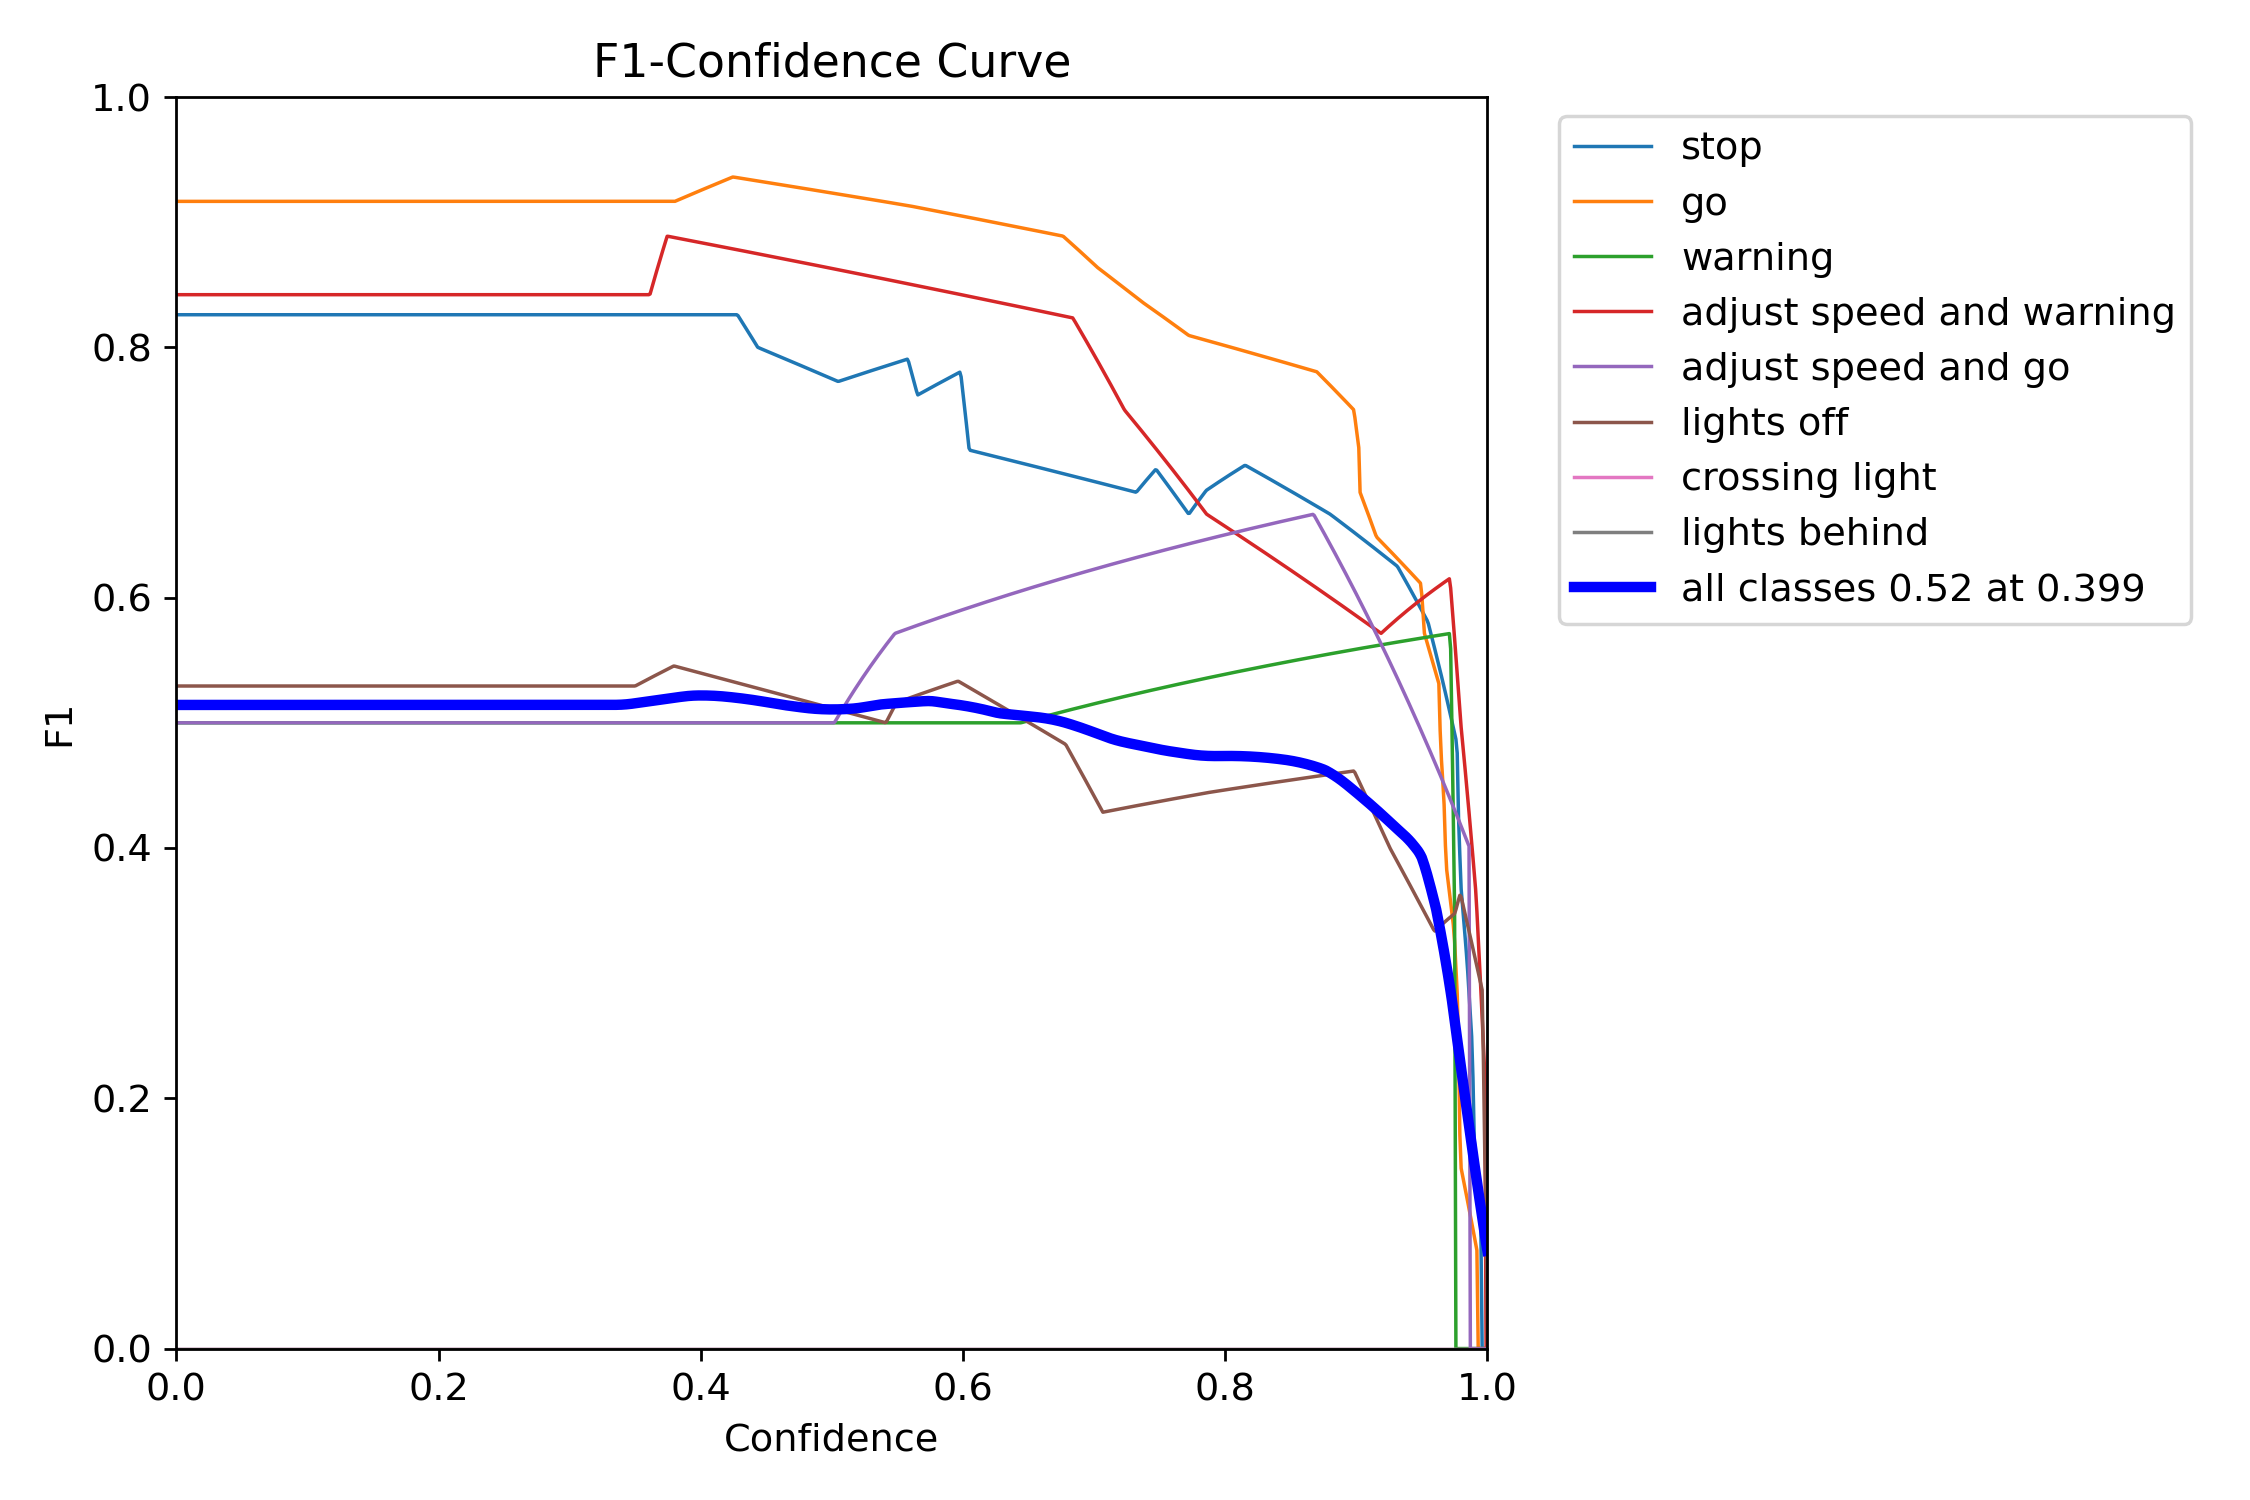 F1-Confidence Curve
1.0
0.8
0.6
0.4
0.2
0.0
F1
0.0 0.2 0.4 0.6 0.8 1.0
Confidence
stop
go
warning
adjust speed and warning
adjust speed and go
lights off
crossing light
lights behind
all classes 0.52 at 0.399